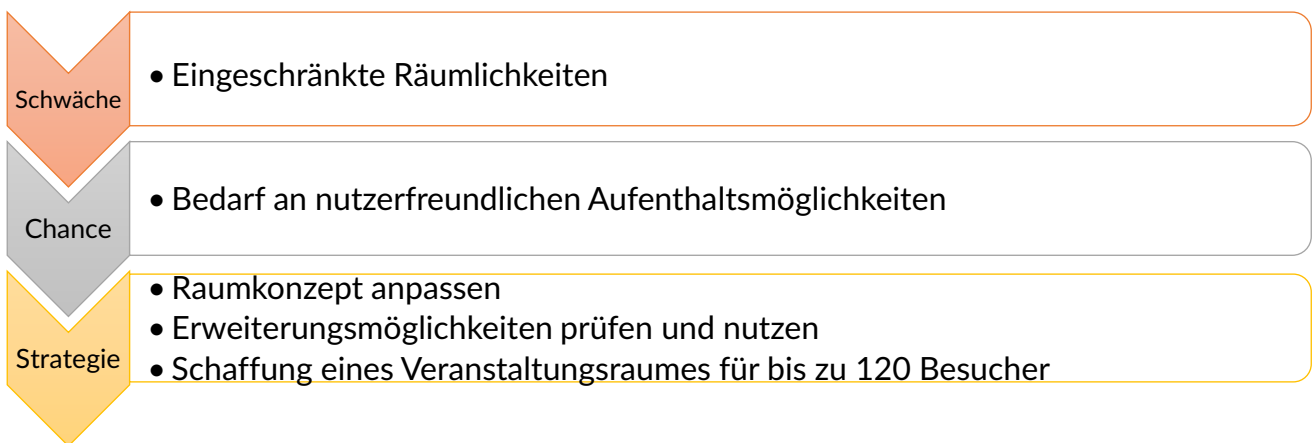 Schwäche
• Eingeschränkte Räumlichkeiten
Chance
• Bedarf an nutzerfreundlichen Aufenthaltsmöglichkeiten
Strategie
• Raumkonzept anpassen
• Erweiterungsmöglichkeiten prüfen und nutzen
• Schaffung eines Veranstaltungsraumes für bis zu 120 Besucher